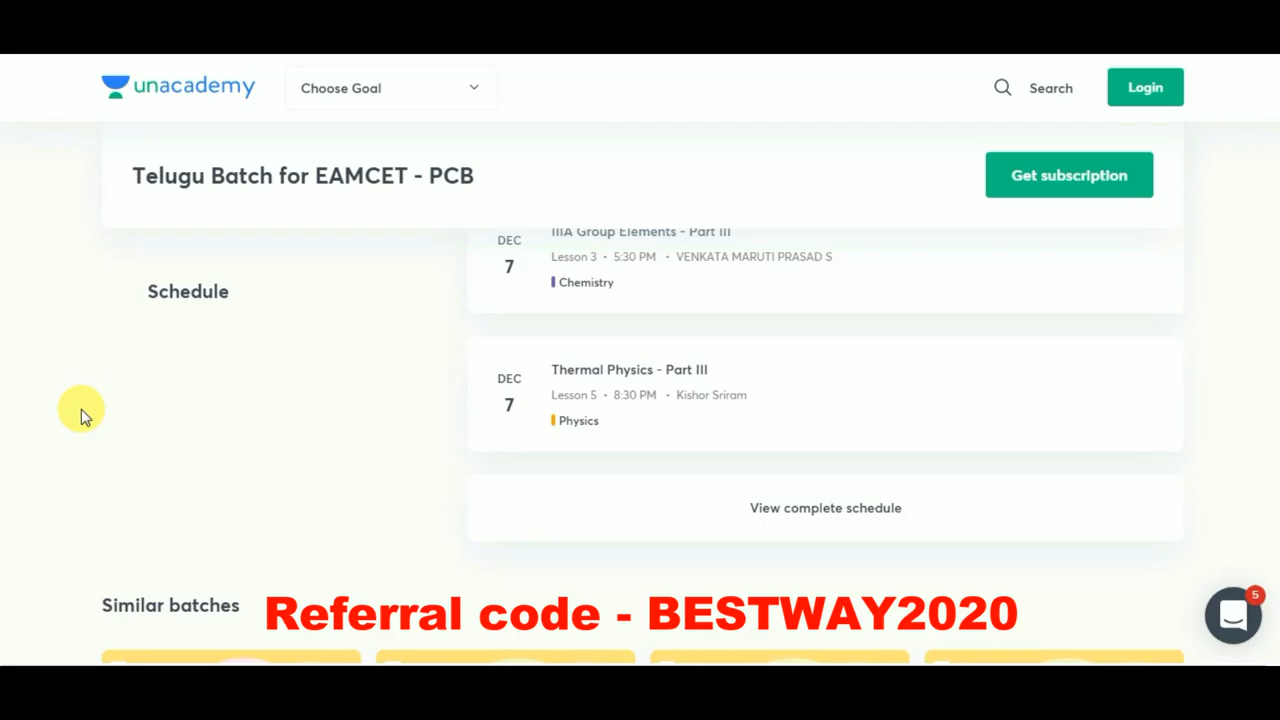 unacademy
Choose Goal
Search
Login
Telugu Batch for EAMCET - PCB
Get subscription
Schedule
DEC
7
IIIA Group Elements - Part III
Lesson 3 • 5:30 PM • VENKATA MARUTI PRASAD S
Chemistry
DEC
7
Thermal Physics - Part III
Lesson 5 • 8:30 PM • Kishor Sriram
Physics
View complete schedule
Similar batches
Referral code - BESTWAY2020
5